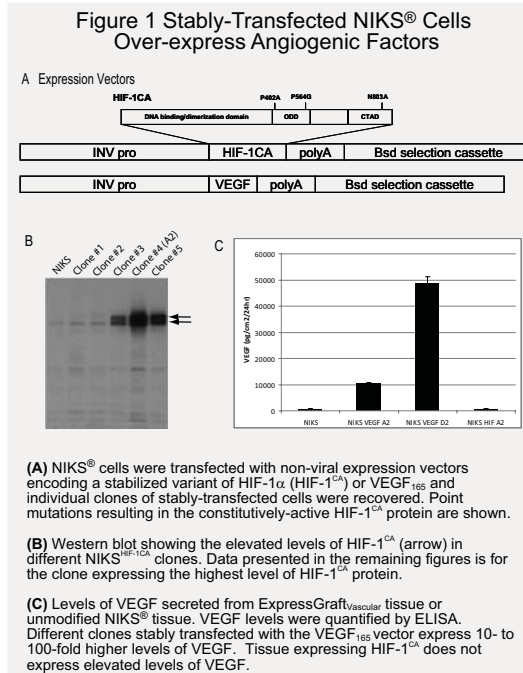 Figure 1 Stably-Transfected NIKS® Cells
Over-express Angiogenic Factors
A Expression Vectors
HIF-1CA
P402A P564G N803A
DNA binding/dimerization domain ODD CTAD
INV pro HIF-1CA polyA Bsd selection cassette
INV pro VEGF polyA Bsd selection cassette
B
NIKS Clone #1 Clone #2 Clone #3 Clone #4 (A2) Clone #5
C
VEGF (pg/cm2/24hr)
60000
50000
40000
30000
20000
10000
0
NIKS NIKS VEGF A2 NIKS VEGF D2 NIKS HIF A2
(A) NIKS® cells were transfected with non-viral expression vectors
encoding a stabilized variant of HIF-1α (HIF-1ᶜᴬ) or VEGF₁₆₅ and
individual clones of stably-transfected cells were recovered. Point
mutations resulting in the constitutively-active HIF-1ᶜᴬ protein are shown.
(B) Western blot showing the elevated levels of HIF-1ᶜᴬ (arrow) in
different NIKS^HIF-1CA clones. Data presented in the remaining figures is for
the clone expressing the highest level of HIF-1ᶜᴬ protein.
(C) Levels of VEGF secreted from ExpressGraft Vascular tissue or
unmodified NIKS® tissue. VEGF levels were quantified by ELISA.
Different clones stably transfected with the VEGF₁₆₅ vector express 10- to
100-fold higher levels of VEGF. Tissue expressing HIF-1ᶜᴬ does not
express elevated levels of VEGF.